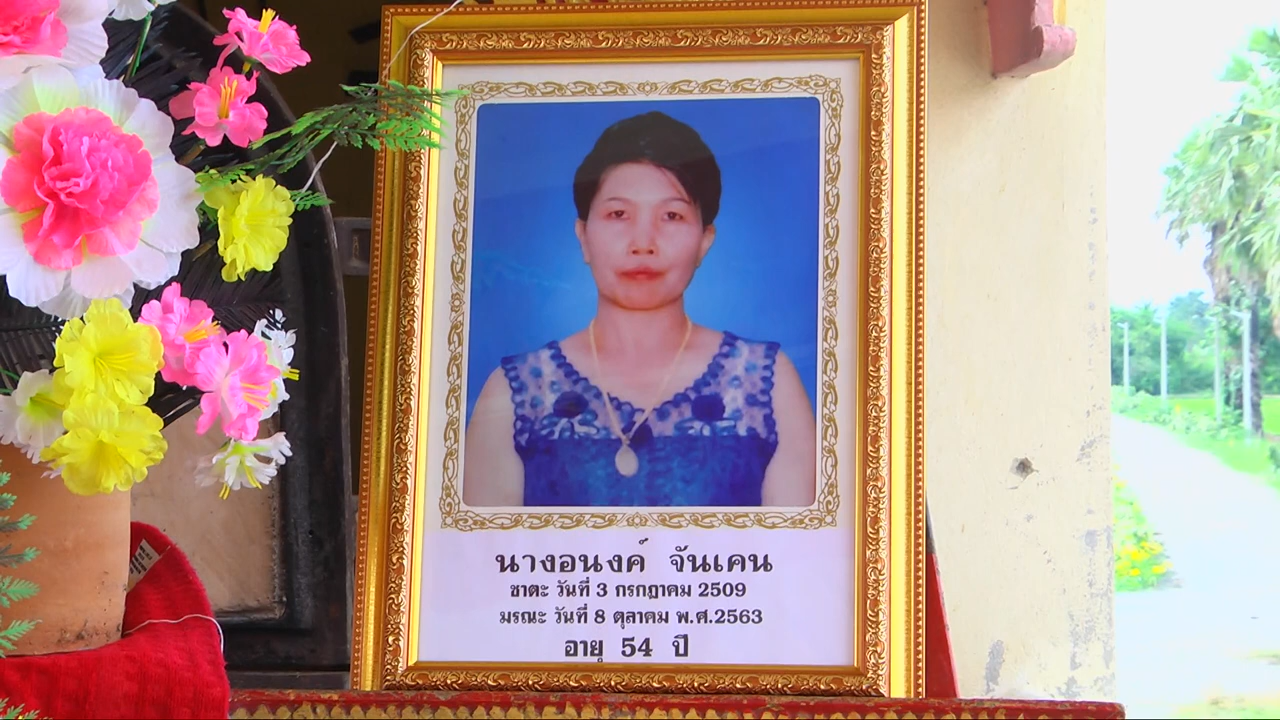 นางอนงค์ จันเคน
ชาตะ วันที่ 3 กรกฎาคม 2509
มรณะ วันที่ 8 ตุลาคม พ.ศ.2563
อายุ 54 ปี